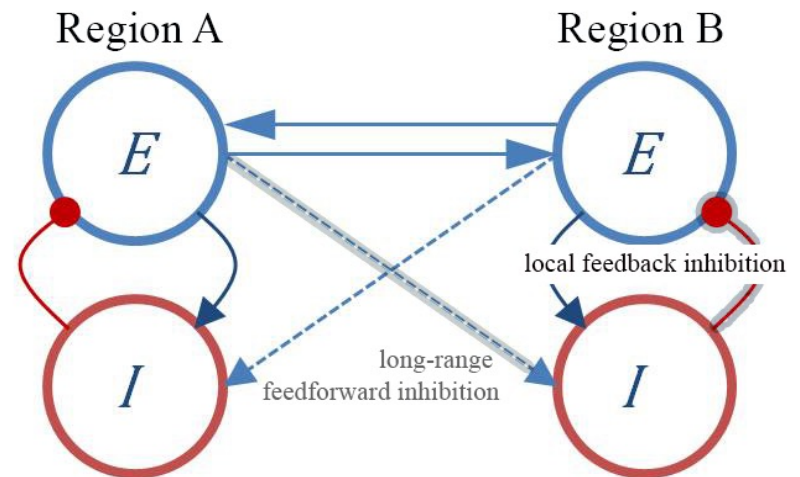 Region A
Region B
E
E
local feedback inhibition
long-range
feedforward inhibition
I
I